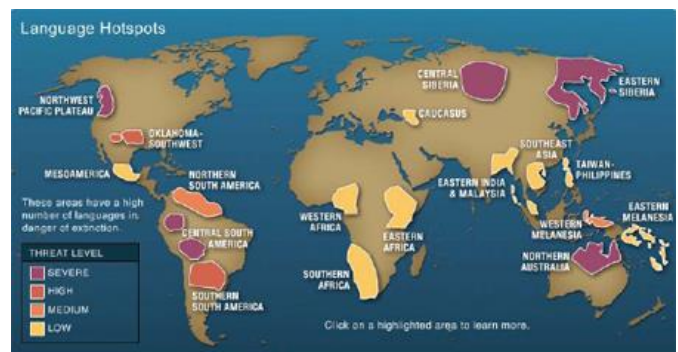 Language Hotspots
NORTHWEST
PACIFIC PLATEAU
OKLAHOMA-
SOUTHWEST
MESOAMERICA
NORTHERN
SOUTH AMERICA
CENTRAL SOUTH
AMERICA
SOUTHERN
SOUTH AMERICA
CENTRAL
SIBERIA
EASTERN
SIBERIA
CAUCASUS
SOUTHEAST
ASIA
TAIWAN-
PHILIPPINES
EASTERN INDIA
& MALAYSIA
EASTERN
MELANESIA
WESTERN
MELANESIA
WESTERN
AFRICA
EASTERN
AFRICA
SOUTHERN
AFRICA
NORTHERN
AUSTRALIA
These areas have a high
number of languages in
danger of extinction.
THREAT LEVEL
SEVERE
HIGH
MEDIUM
LOW
Click on a highlighted area to learn more.